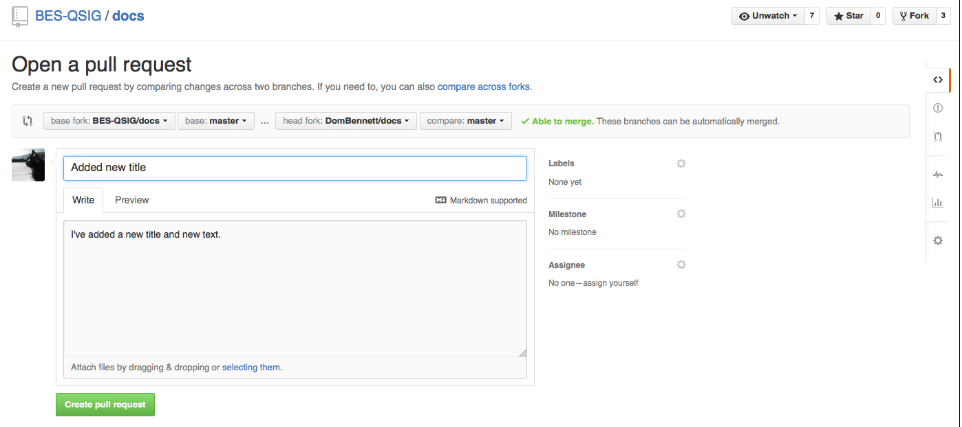 BES-QSIG / docs
Unwatch 7 Star 0 Fork 3
Open a pull request
Create a new pull request by comparing changes across two branches. If you need to, you can also compare across forks.
base fork: BES-QSIG/docs base: master ... head fork: DomBennett/docs compare: master Able to merge. These branches can be automatically merged.
Added new title
Write Preview Markdown supported
I've added a new title and new text.
Attach files by dragging & dropping or selecting them.
Create pull request
Labels
None yet
Milestone
No milestone
Assignee
No one—assign yourself